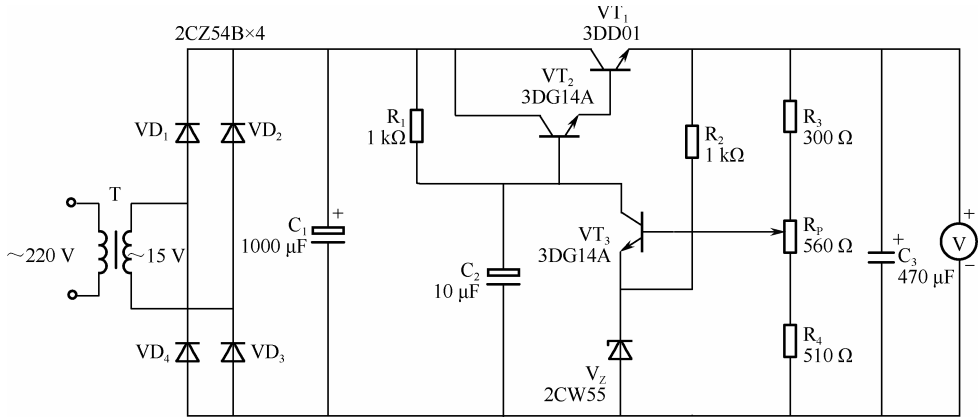 VT₁
3DD01
2CZ54B×4
VT₂
3DG14A
VD₁
VD₂
R₁
1 kΩ
R₂
1 kΩ
R₃
300 Ω
T
~220 V
~15 V
C₁
1000 μF
+
VT₃
3DG14A
Rₚ
560 Ω
+
C₃
470 μF
+
V
−
C₂
10 μF
VD₄
VD₃
R₄
510 Ω
V_Z
2CW55